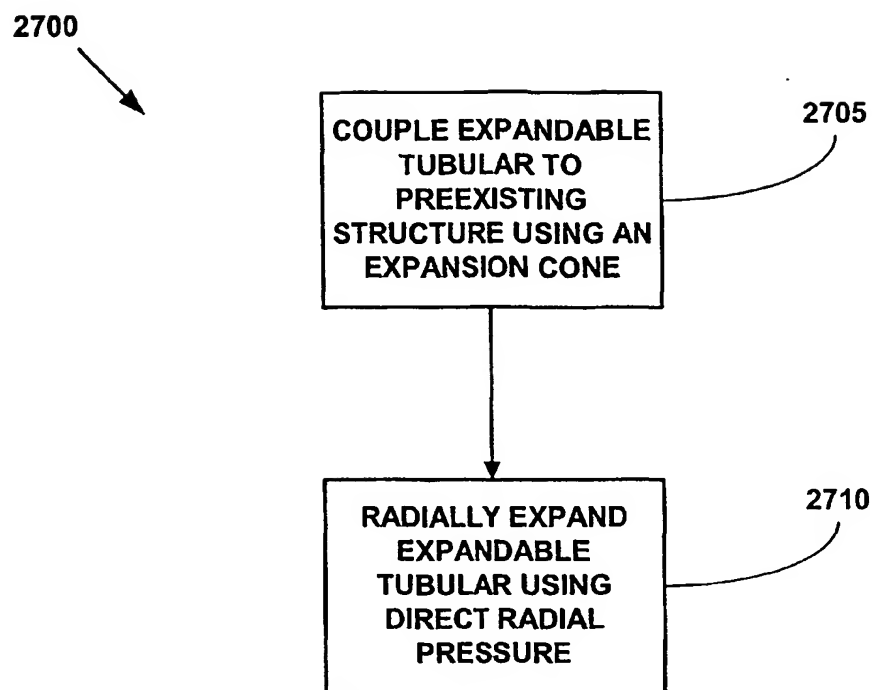 2700
COUPLE EXPANDABLE
TUBULAR TO
PREEXISTING
STRUCTURE USING AN
EXPANSION CONE
2705
RADIALLY EXPAND
EXPANDABLE
TUBULAR USING
DIRECT RADIAL
PRESSURE
2710